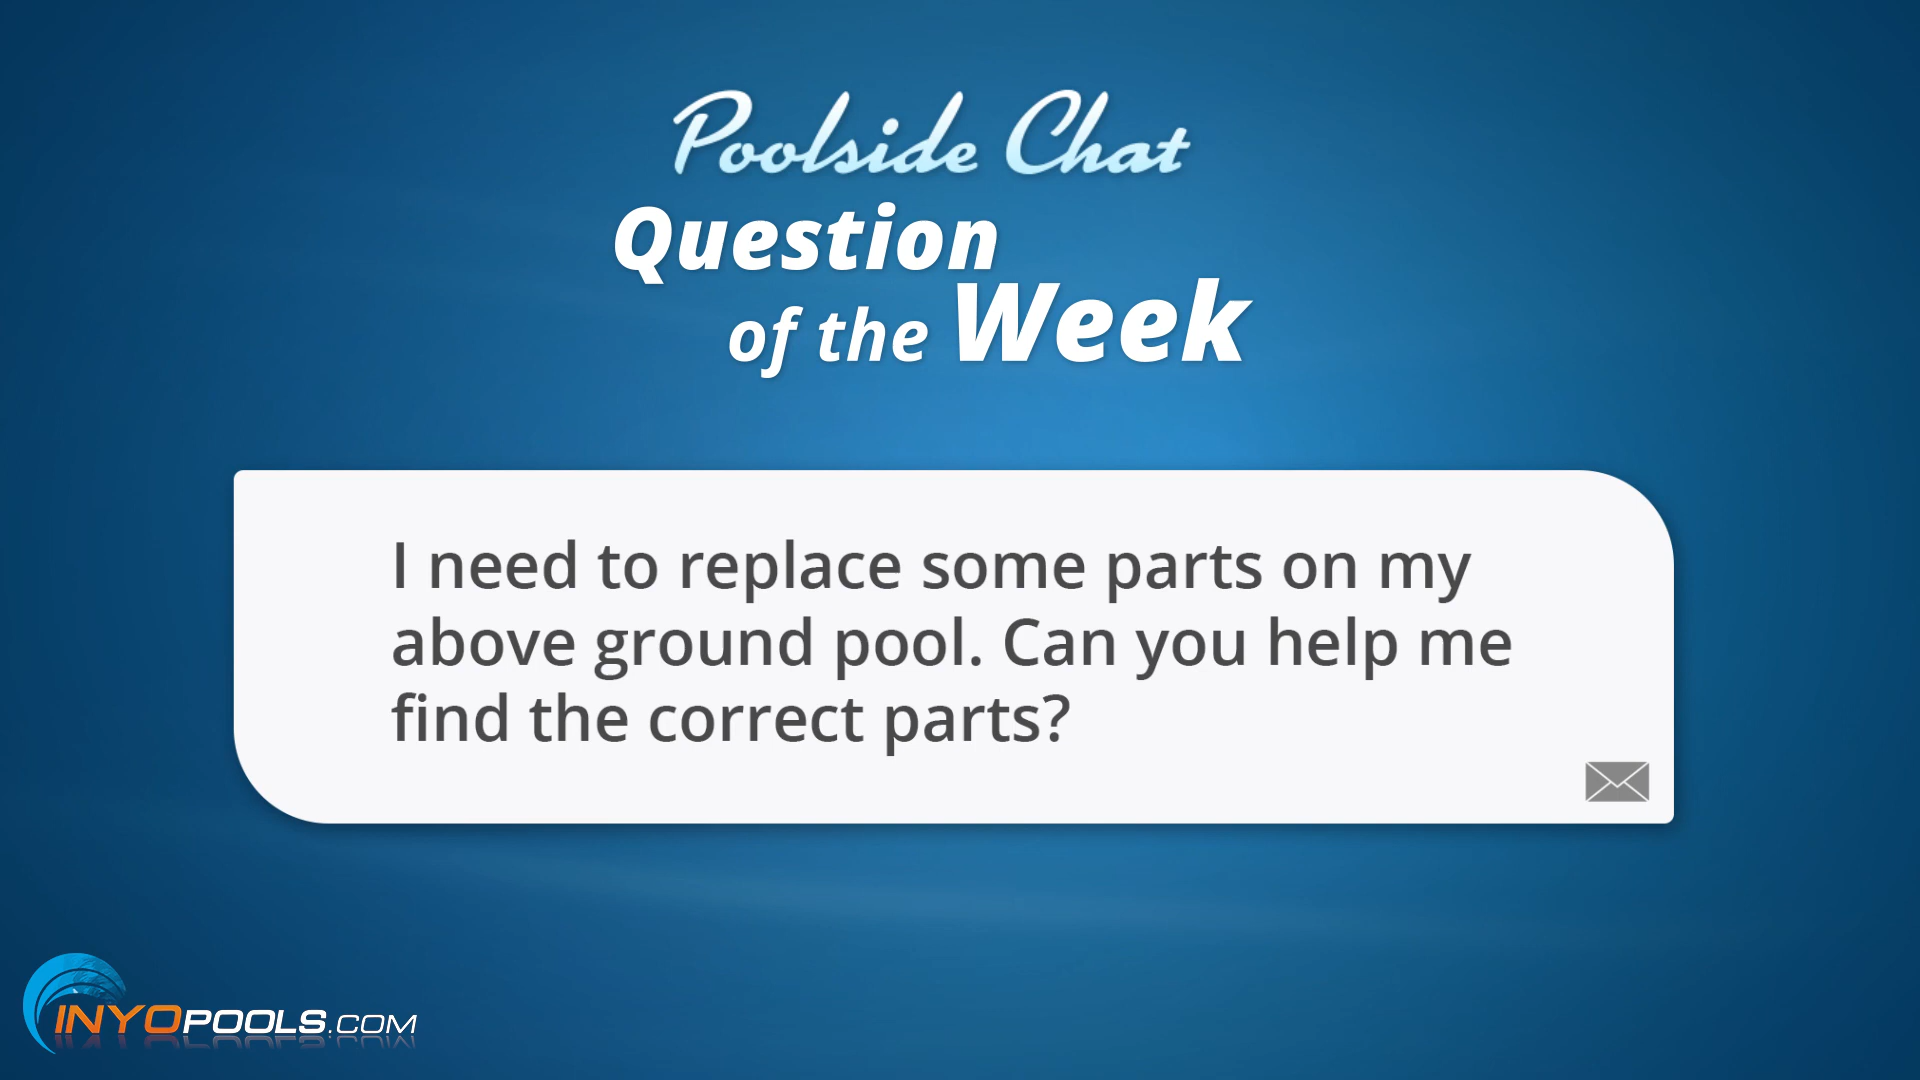 Poolside Chat
Question
of the Week
I need to replace some parts on my
above ground pool. Can you help me
find the correct parts?
INYOPOOLS.COM